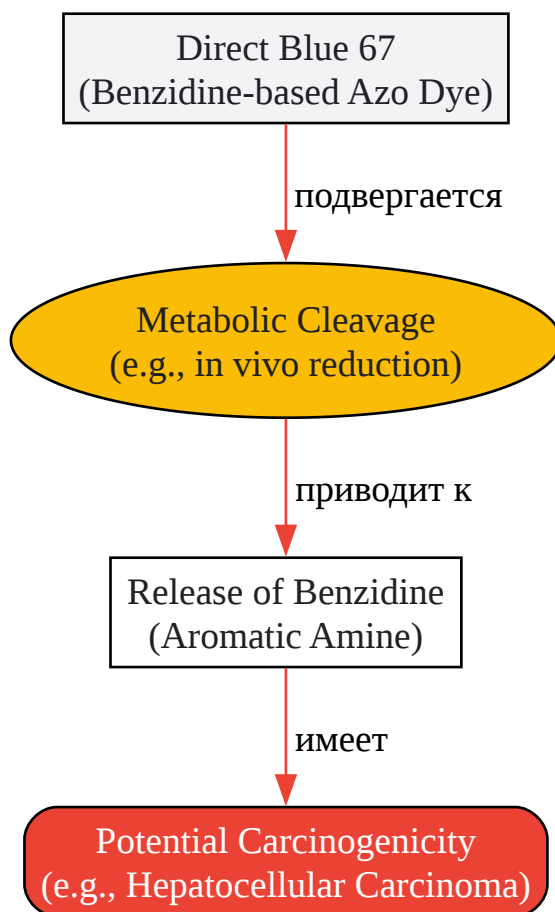 Direct Blue 67
(Benzidine-based Azo Dye)
подвергается
Metabolic Cleavage
(e.g., in vivo reduction)
приводит к
Release of Benzidine
(Aromatic Amine)
имеет
Potential Carcinogenicity
(e.g., Hepatocellular Carcinoma)